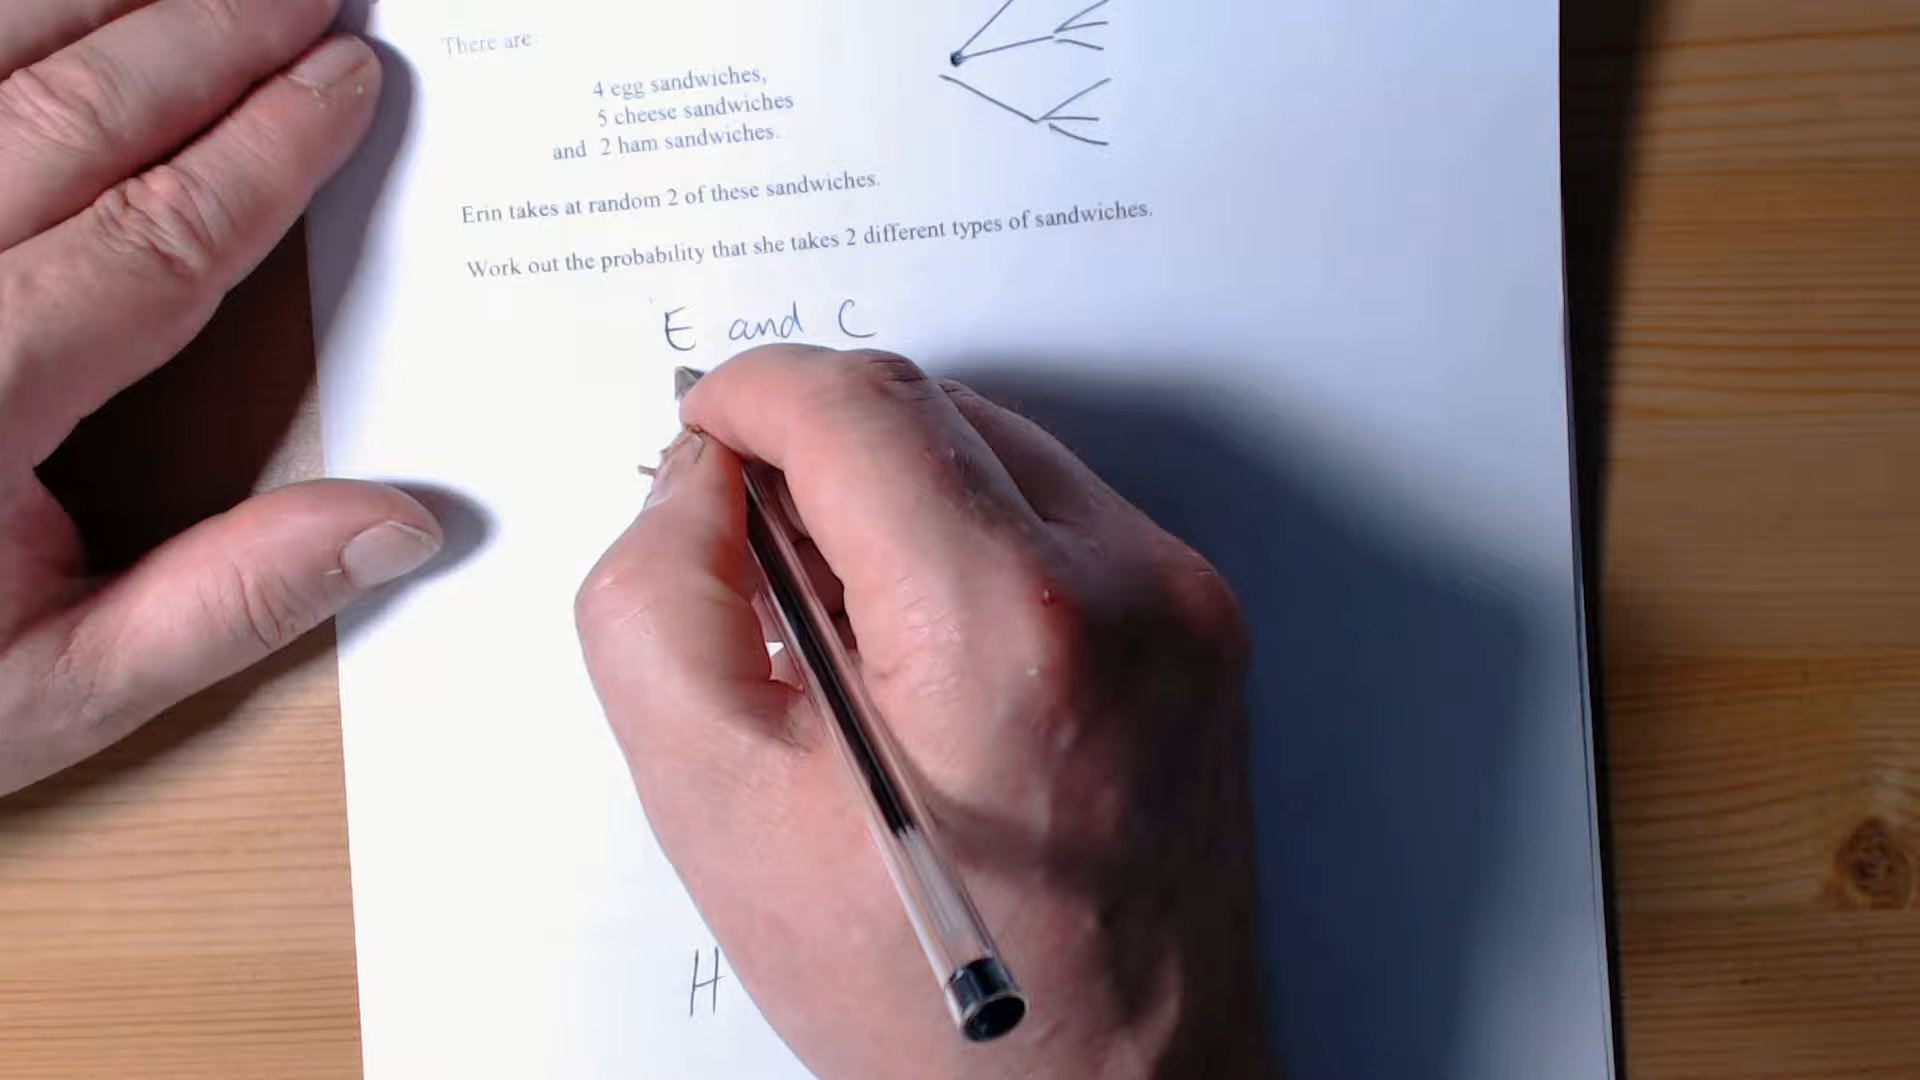 There are
4 egg sandwiches,
5 cheese sandwiches
and 2 ham sandwiches.
Erin takes at random 2 of these sandwiches.
Work out the probability that she takes 2 different types of sandwiches.
E and C
H